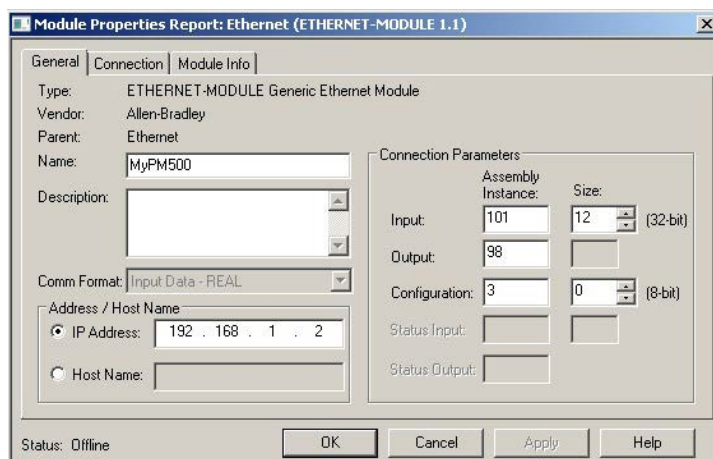 Module Properties Report: Ethernet (ETHERNET-MODULE 1.1)
General Connection Module Info
Type: ETHERNET-MODULE Generic Ethernet Module
Vendor: Allen-Bradley
Parent: Ethernet
Name: MyPM500
Description:
Comm Format: Input Data - REAL
Address / Host Name
IP Address: 192 . 168 . 1 . 2
Host Name:
Connection Parameters
Assembly Instance: Size:
Input: 101 12 (32-bit)
Output: 98
Configuration: 3 0 (8-bit)
Status Input:
Status Output:
Status: Offline OK Cancel Apply Help